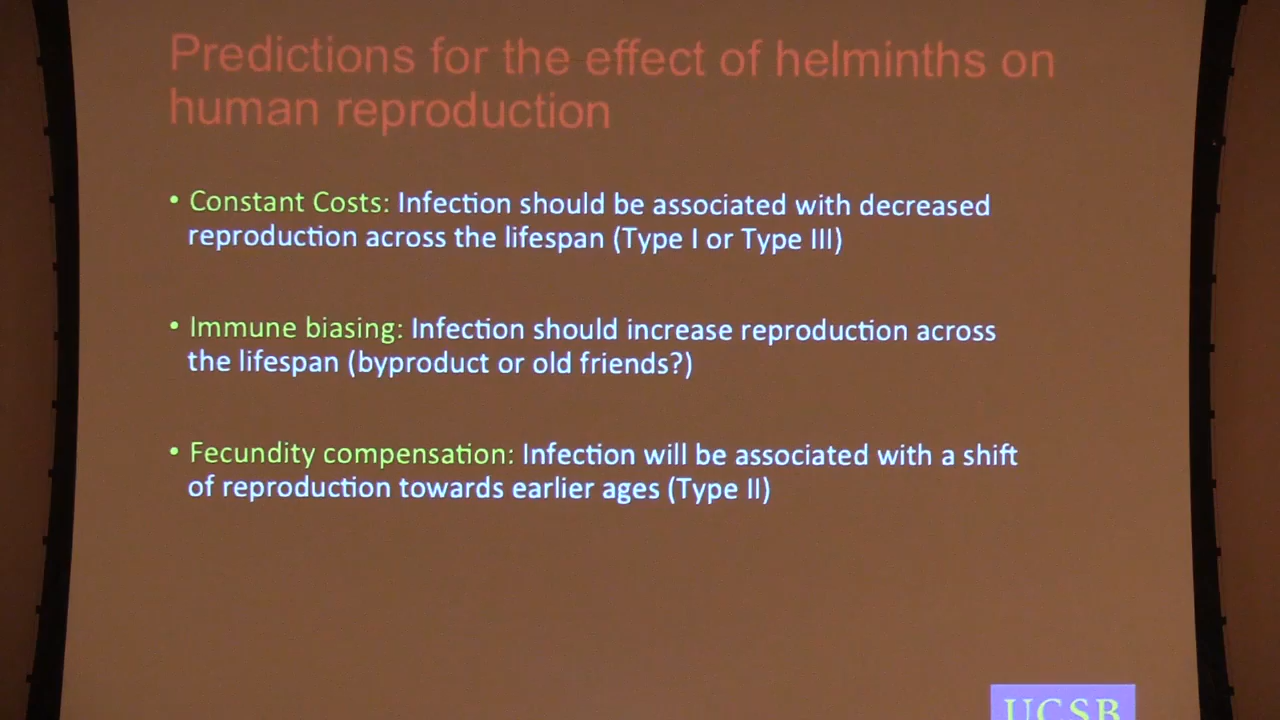 Predictions for the effect of helminths on
human reproduction
• Constant Costs: Infection should be associated with decreased
reproduction across the lifespan (Type I or Type III)
• Immune biasing: Infection should increase reproduction across
the lifespan (byproduct or old friends?)
• Fecundity compensation: Infection will be associated with a shift
of reproduction towards earlier ages (Type II)
UCSB